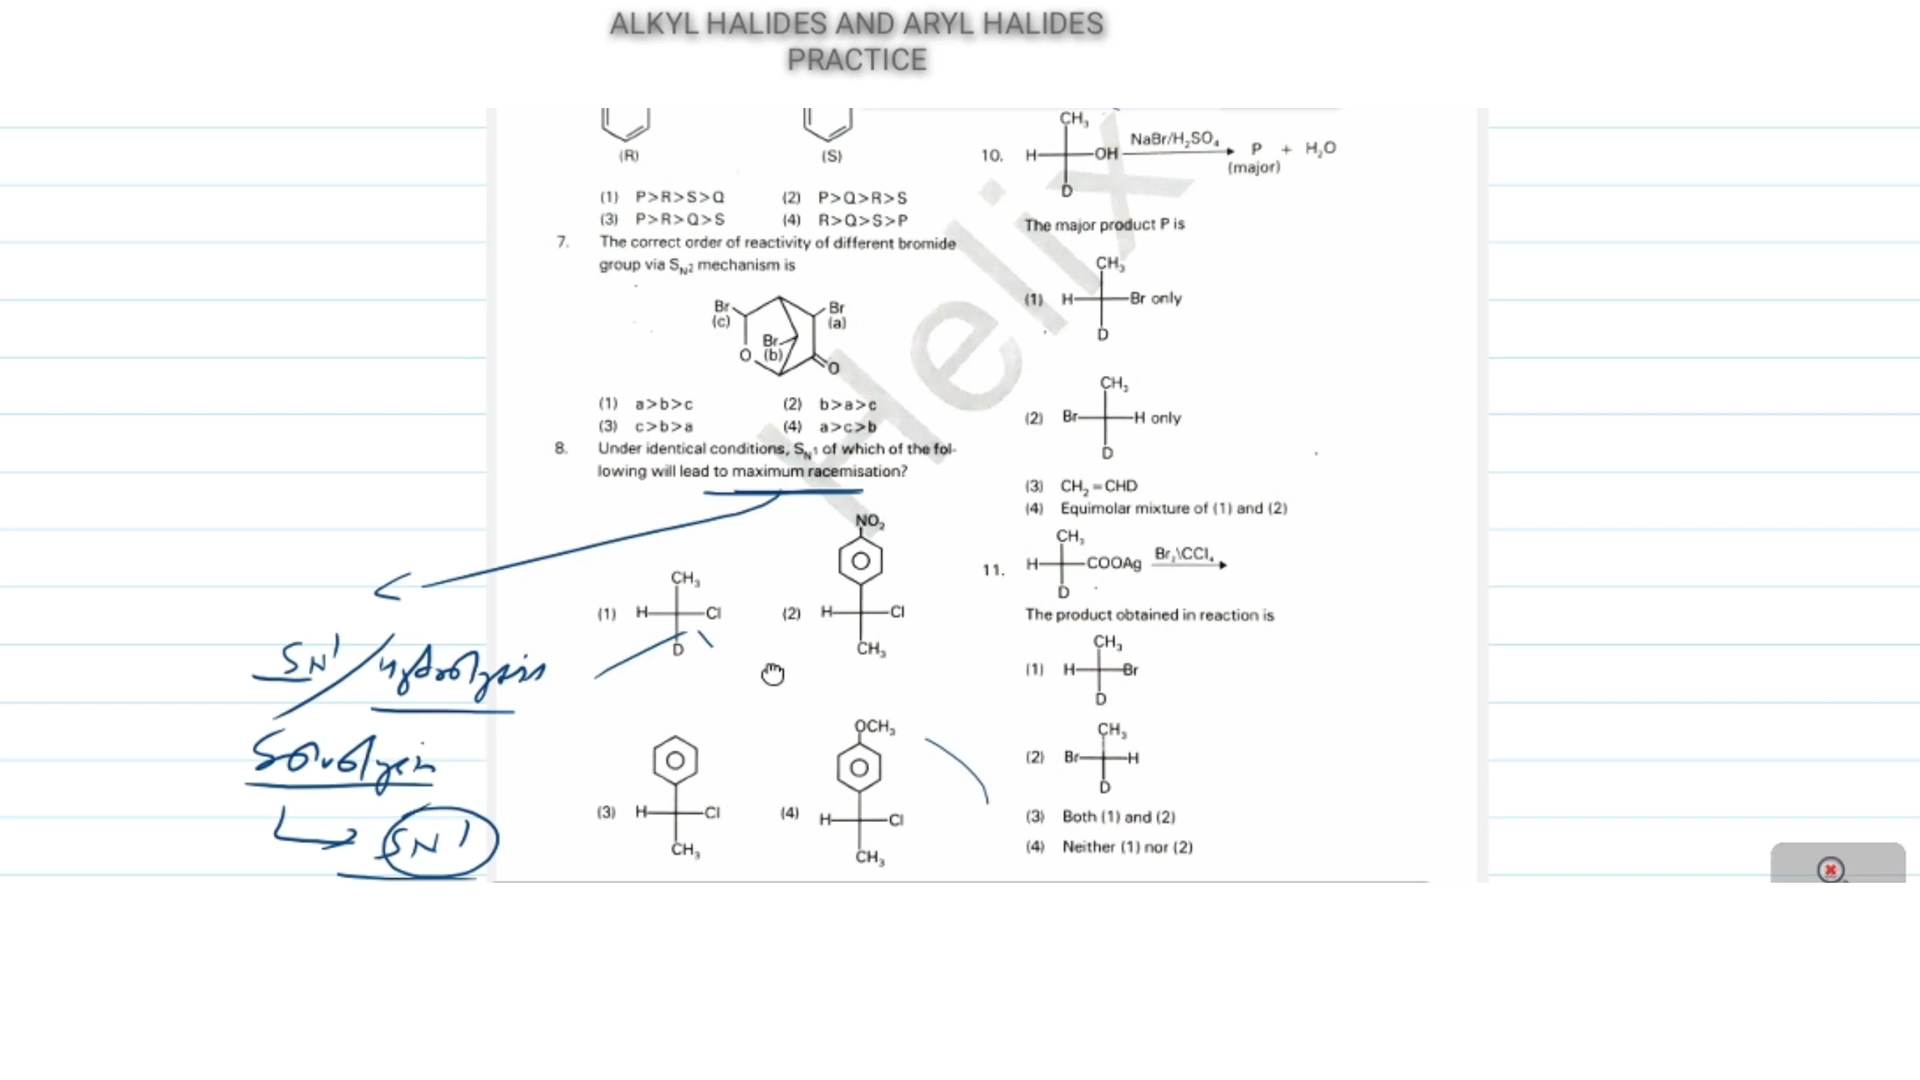 ALKYL HALIDES AND ARYL HALIDES
PRACTICE
Helix
(R)
(S)
(1) P>R>S>Q (2) P>Q>R>S
(3) P>R>Q>S (4) R>Q>S>P
7. The correct order of reactivity of different bromide
group via SN2 mechanism is
Br
(c)
Br
(a)
Br
(b)
O
O
(1) a>b>c (2) b>a>c
(3) c>b>a (4) a>c>b
8. Under identical conditions, SN1 of which of the fol-
lowing will lead to maximum racemisation?
CH3
(1) H Cl
D
NO2
(2) H Cl
CH3
(3) H Cl
CH3
OCH3
(4) H Cl
CH3
SN1 / Hydrolysis
Solvolysis
SN1
CH3
10. H OH NaBr/H2SO4 P + H2O
(major)
D
The major product P is
CH3
(1) H Br only
D
CH3
(2) Br H only
D
(3) CH2=CHD
(4) Equimolar mixture of (1) and (2)
CH3
11. H COOAg Br2\CCl4
D
The product obtained in reaction is
CH3
(1) H Br
D
CH3
(2) Br H
D
(3) Both (1) and (2)
(4) Neither (1) nor (2)